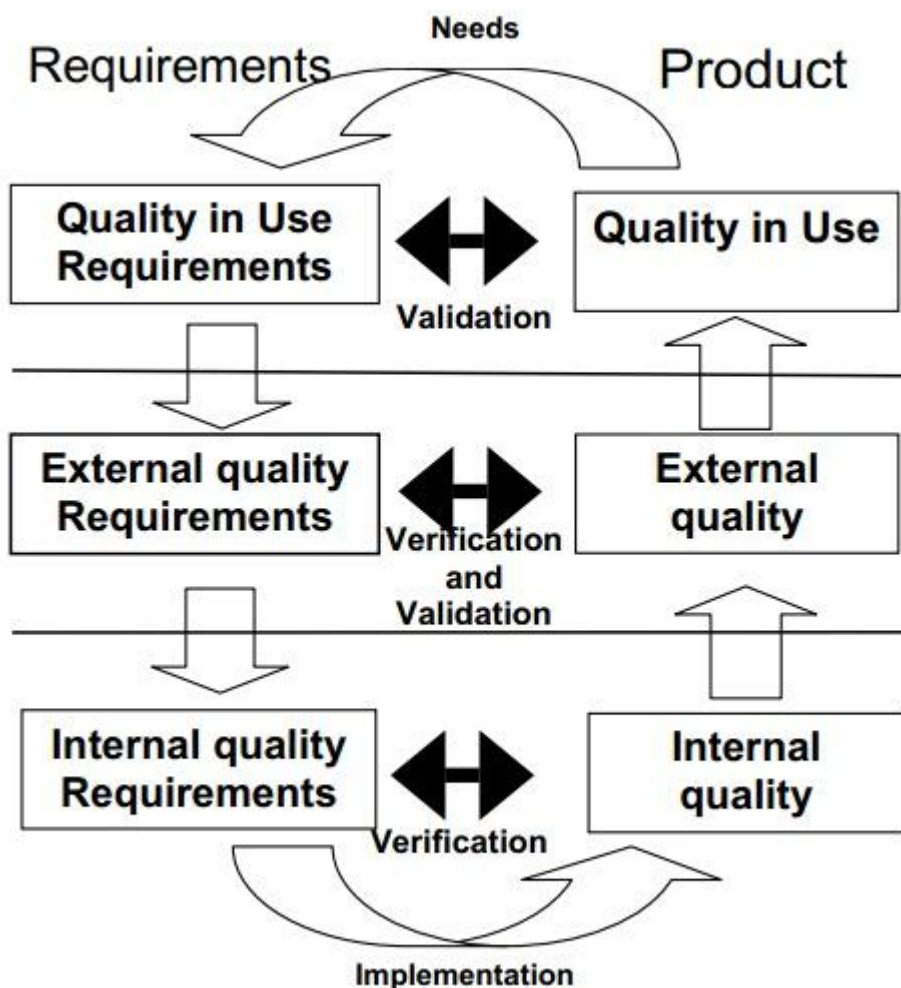 Needs
Requirements
Product
Quality in Use
Requirements
Quality in Use
Validation
External quality
Requirements
External
quality
Verification
and
Validation
Internal quality
Requirements
Internal
quality
Verification
Implementation